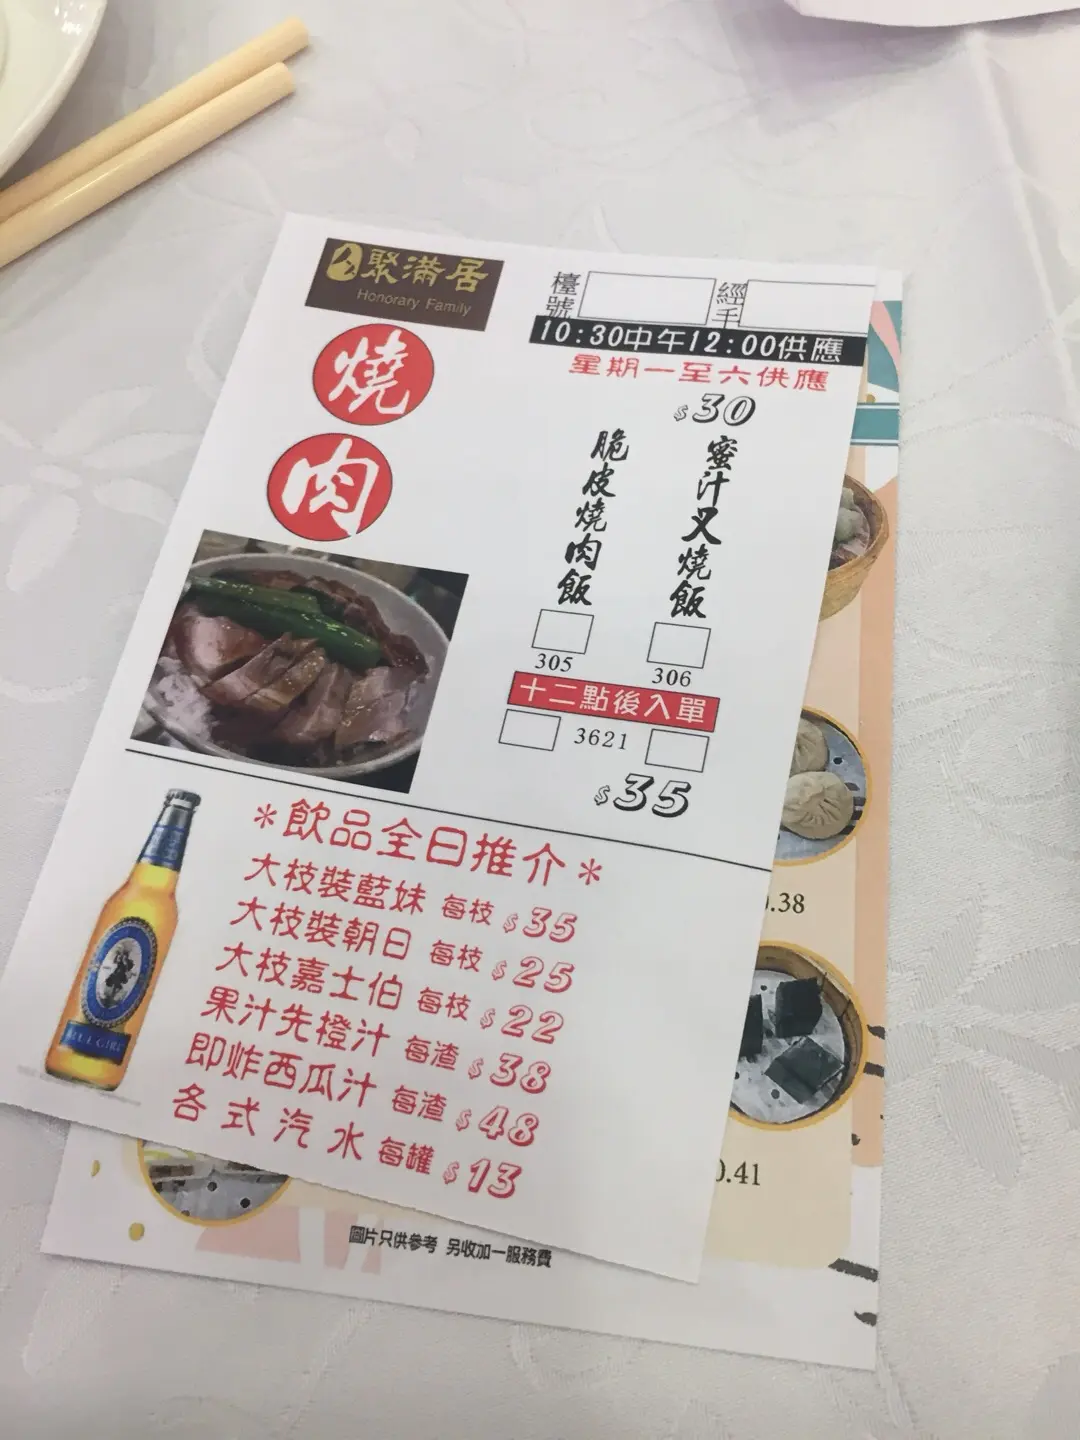 聚滿居
Honorary Family
檯號
經手
10:30中午12:00供應
星期一至六供應
$30
燒肉
蜜汁叉燒飯
脆皮燒肉飯
305
306
十二點後入單
3621
$35
*飲品全日推介*
大枝裝藍妹 每枝 $35
大枝裝朝日 每枝 $25
大枝嘉士伯 每枝 $22
果汁先橙汁 每渣 $38
即炸西瓜汁 每渣 $48
各式汽水 每罐 $13
.38
.41
圖片只供參考 另收加一服務費